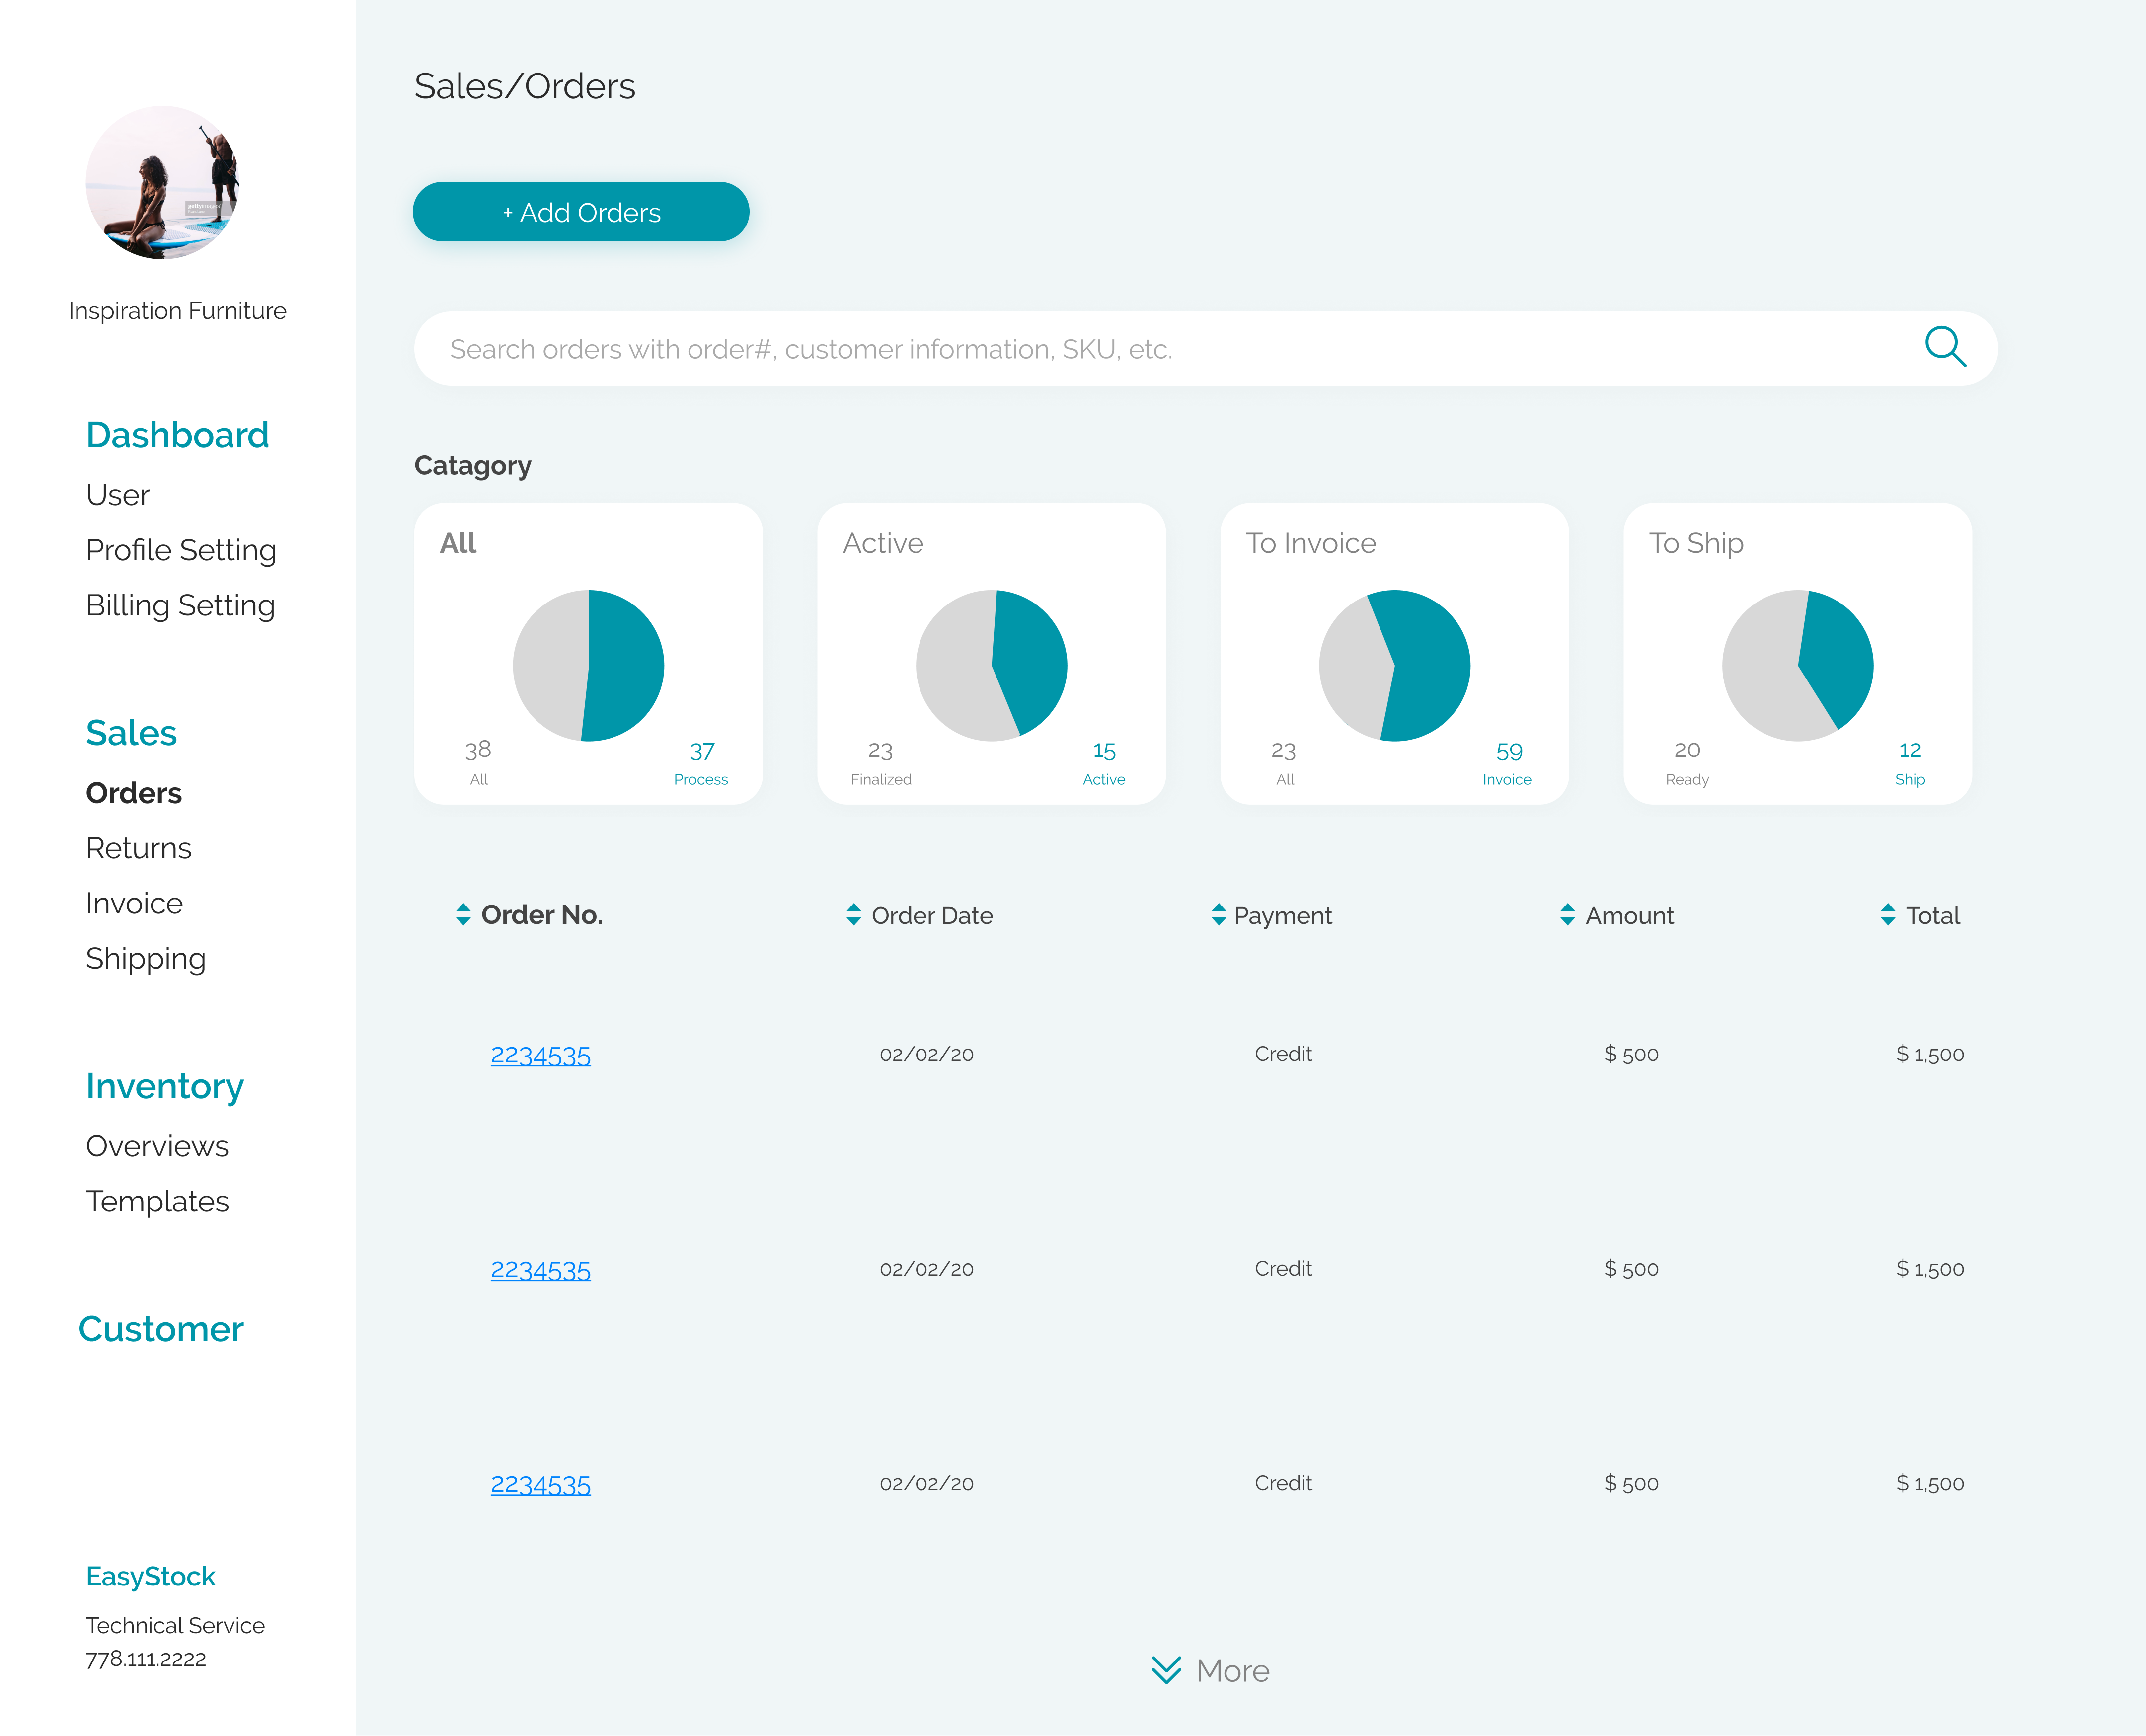 gettyimages
Inspiration Furniture
Dashboard
User
Profile Setting
Billing Setting
Sales
Orders
Returns
Invoice
Shipping
Inventory
Overviews
Templates
Customer
EasyStock
Technical Service
778.111.2222
Sales/Orders
+ Add Orders
Search orders with order#, customer information, SKU, etc.
Catagory
All
38
All
37
Process
Active
23
Finalized
15
Active
To Invoice
23
All
59
Invoice
To Ship
20
Ready
12
Ship
Order No. Order Date Payment Amount Total
2234535 02/02/20 Credit $ 500 $ 1,500
2234535 02/02/20 Credit $ 500 $ 1,500
2234535 02/02/20 Credit $ 500 $ 1,500
More